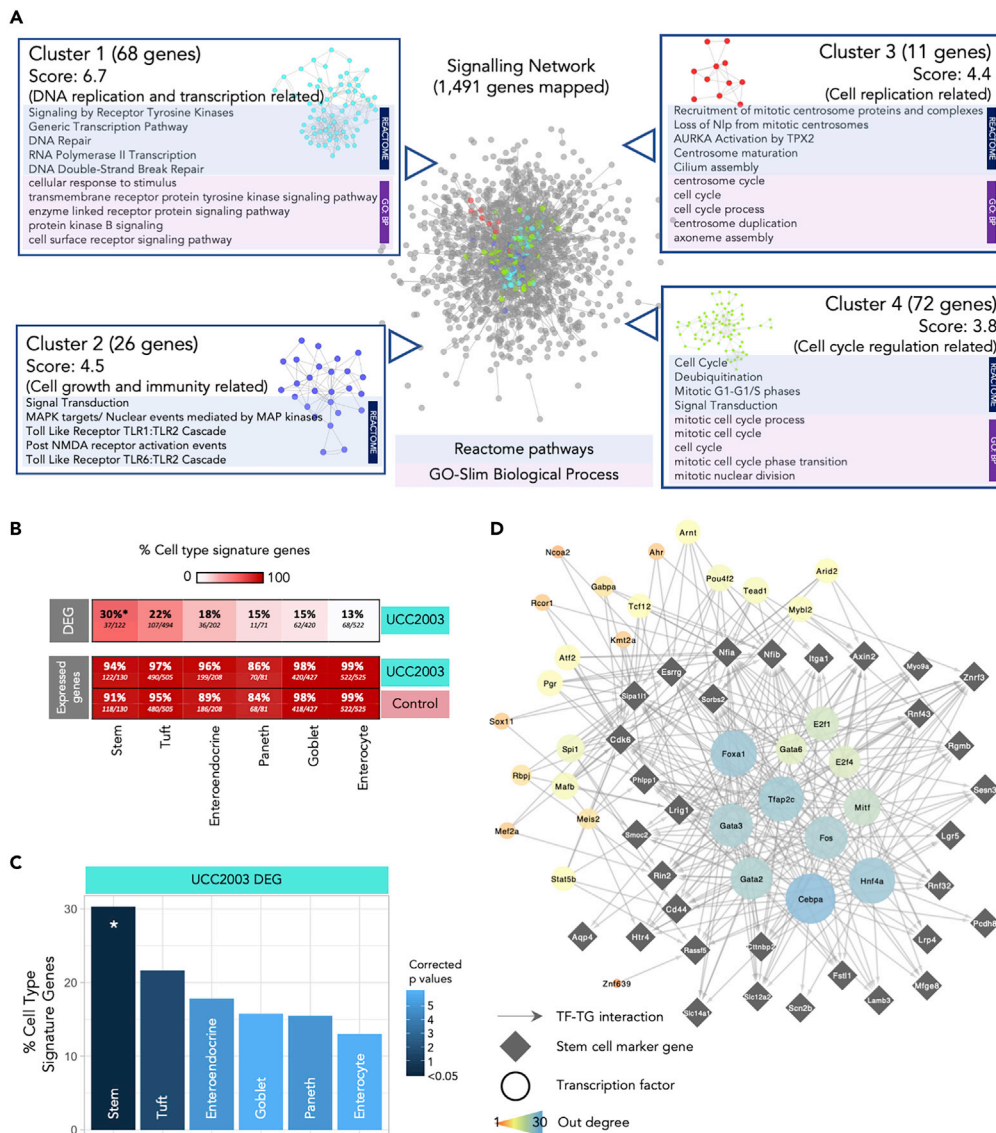 A
Cluster 1 (68 genes)
Score: 6.7
(DNA replication and transcription related)
Signaling by Receptor Tyrosine Kinases
Generic Transcription Pathway
DNA Repair
RNA Polymerase II Transcription
DNA Double-Strand Break Repair
REACTOME
cellular response to stimulus
transmembrane receptor protein tyrosine kinase signaling pathway
enzyme linked receptor protein signaling pathway
protein kinase B signaling
cell surface receptor signaling pathway
GO: BP
Signalling Network
(1,491 genes mapped)
Cluster 3 (11 genes)
Score: 4.4
(Cell replication related)
Recruitment of mitotic centrosome proteins and complexes
Loss of Nlp from mitotic centrosomes
AURKA Activation by TPX2
Centrosome maturation
Cilium assembly
REACTOME
centrosome cycle
cell cycle
cell cycle process
centrosome duplication
axoneme assembly
GO: BP
Cluster 2 (26 genes)
Score: 4.5
(Cell growth and immunity related)
Signal Transduction
MAPK targets/ Nuclear events mediated by MAP kinases
Toll Like Receptor TLR1:TLR2 Cascade
Post NMDA receptor activation events
Toll Like Receptor TLR6:TLR2 Cascade
REACTOME
Reactome pathways
GO-Slim Biological Process
Cluster 4 (72 genes)
Score: 3.8
(Cell cycle regulation related)
Cell Cycle
Deubiquitination
Mitotic G1-G1/S phases
Signal Transduction
REACTOME
mitotic cell cycle process
mitotic cell cycle
cell cycle
mitotic cell cycle phase transition
mitotic nuclear division
GO: BP
B
% Cell type signature genes
0 100
DEG
30%* 22% 18% 15% 15% 13%
37/122 107/494 36/202 11/71 62/420 68/522
UCC2003
Expressed genes
94% 97% 96% 86% 98% 99%
122/130 490/505 199/208 70/81 420/427 522/525
UCC2003
91% 95% 89% 84% 98% 99%
118/130 480/505 186/208 68/81 418/427 522/525
Control
Stem
Tuft
Enteroendocrine
Paneth
Goblet
Enterocyte
C
UCC2003 DEG
% Cell Type
Signature Genes
30
20
10
0
*
Stem
Tuft
Enteroendocrine
Goblet
Paneth
Enterocyte
Corrected
p values
5
4
3
2
1
<0.05
D
Arnt
Ncoa2
Ahr
Gabpa
Pou4f2
Tead1
Arid2
Rcor1
Tcf12
Mybl2
Kmt2a
Atf2
Esrrg
Nfia
Nfib
Itga1
Axin2
Myo9a
Znrf3
Pgr
Sipa1l1
Sorbs2
Rnf43
Sox11
Spi1
Cdk6
Foxa1
Gata6
E2f1
E2f4
Rgmb
Rbpj
Mafb
Phlpp1
Tfap2c
Mitf
Sesn3
Mef2a
Meis2
Smoc2
Lrig1
Gata3
Fos
Lgr5
Stat5b
Rin2
Gata2
Cebpa
Hnf4a
Rnf32
Cd44
Pcdh8
Aqp4
Htr4
Rassf5
Cttnbp2
Lrp4
Znf639
Slc14a1
Slc12a2
Scn2b
Fstl1
Lamb3
Mfge8
TF-TG interaction
Stem cell marker gene
Transcription factor
1 30 Out degree